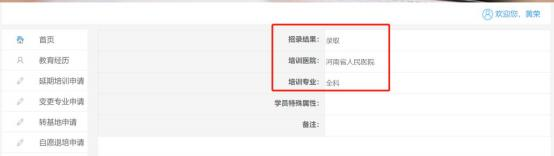 欢迎您，黄荣
首页
教育经历
延期培训申请
变更专业申请
转基地申请
自愿退培申请
招录结果：录取
培训医院：河南省人民医院
培训专业：全科
学员特殊属性：
备注：